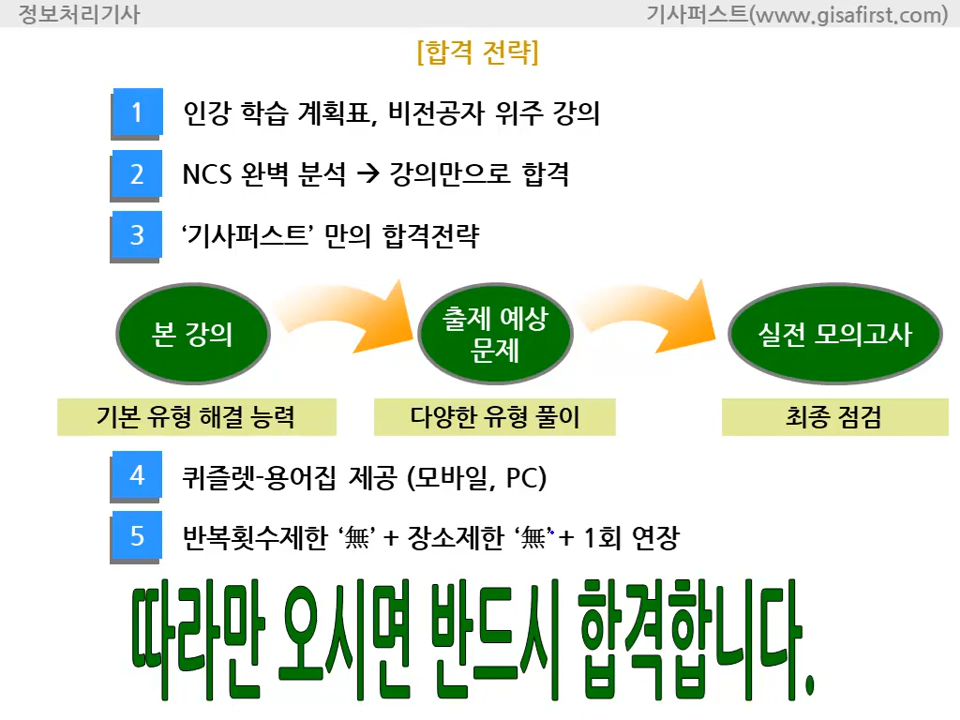 정보처리기사
기사퍼스트(www.gisafirst.com)
[합격 전략]
1 인강 학습 계획표, 비전공자 위주 강의
2 NCS 완벽 분석 → 강의만으로 합격
3 ‘기사퍼스트’ 만의 합격전략
본 강의
출제 예상
문제
실전 모의고사
기본 유형 해결 능력
다양한 유형 풀이
최종 점검
4 퀴즐렛-용어집 제공 (모바일, PC)
5 반복횟수제한 ‘無’ + 장소제한 ‘無’ + 1회 연장
따라만 오시면 반드시 합격합니다.